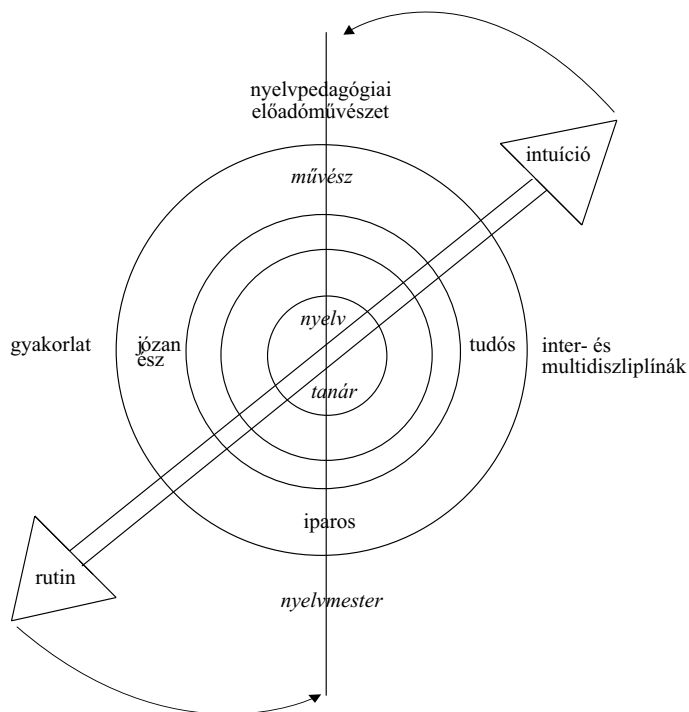 nyelvpedagógiai
előadóművészet
intuíció
művész
nyelv
gyakorlat
józan
ész
tudós
inter- és
multidiszliplínák
tanár
iparos
rutin
nyelvmester